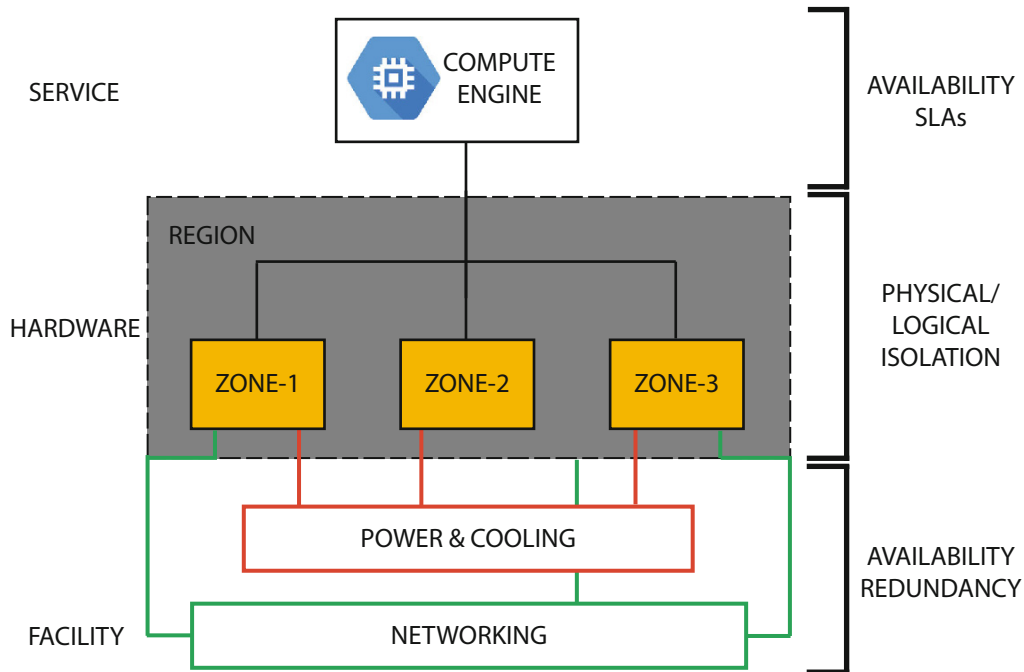 SERVICE
COMPUTE
ENGINE
AVAILABILITY
SLAs
REGION
HARDWARE
ZONE-1
ZONE-2
ZONE-3
PHYSICAL/
LOGICAL
ISOLATION
POWER & COOLING
AVAILABILITY
REDUNDANCY
FACILITY
NETWORKING